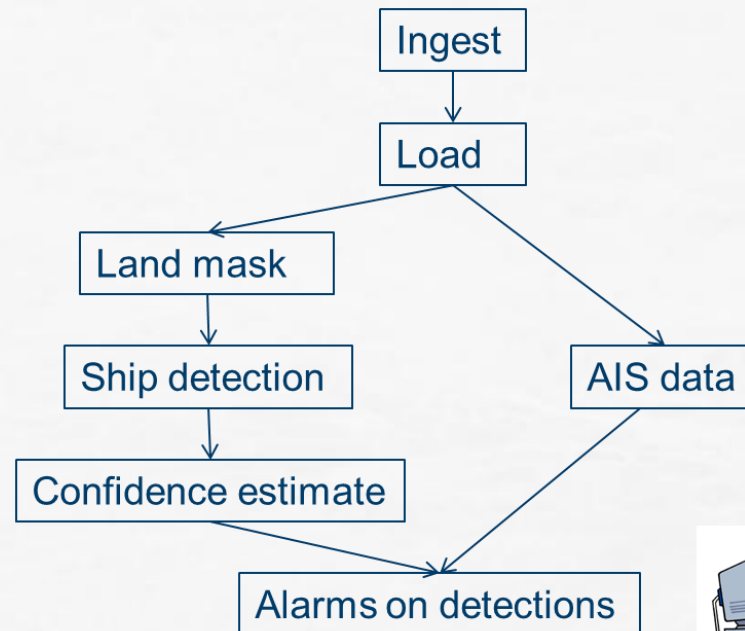 Ingest
Load
Land mask
Ship detection
AIS data
Confidence estimate
Alarms on detections